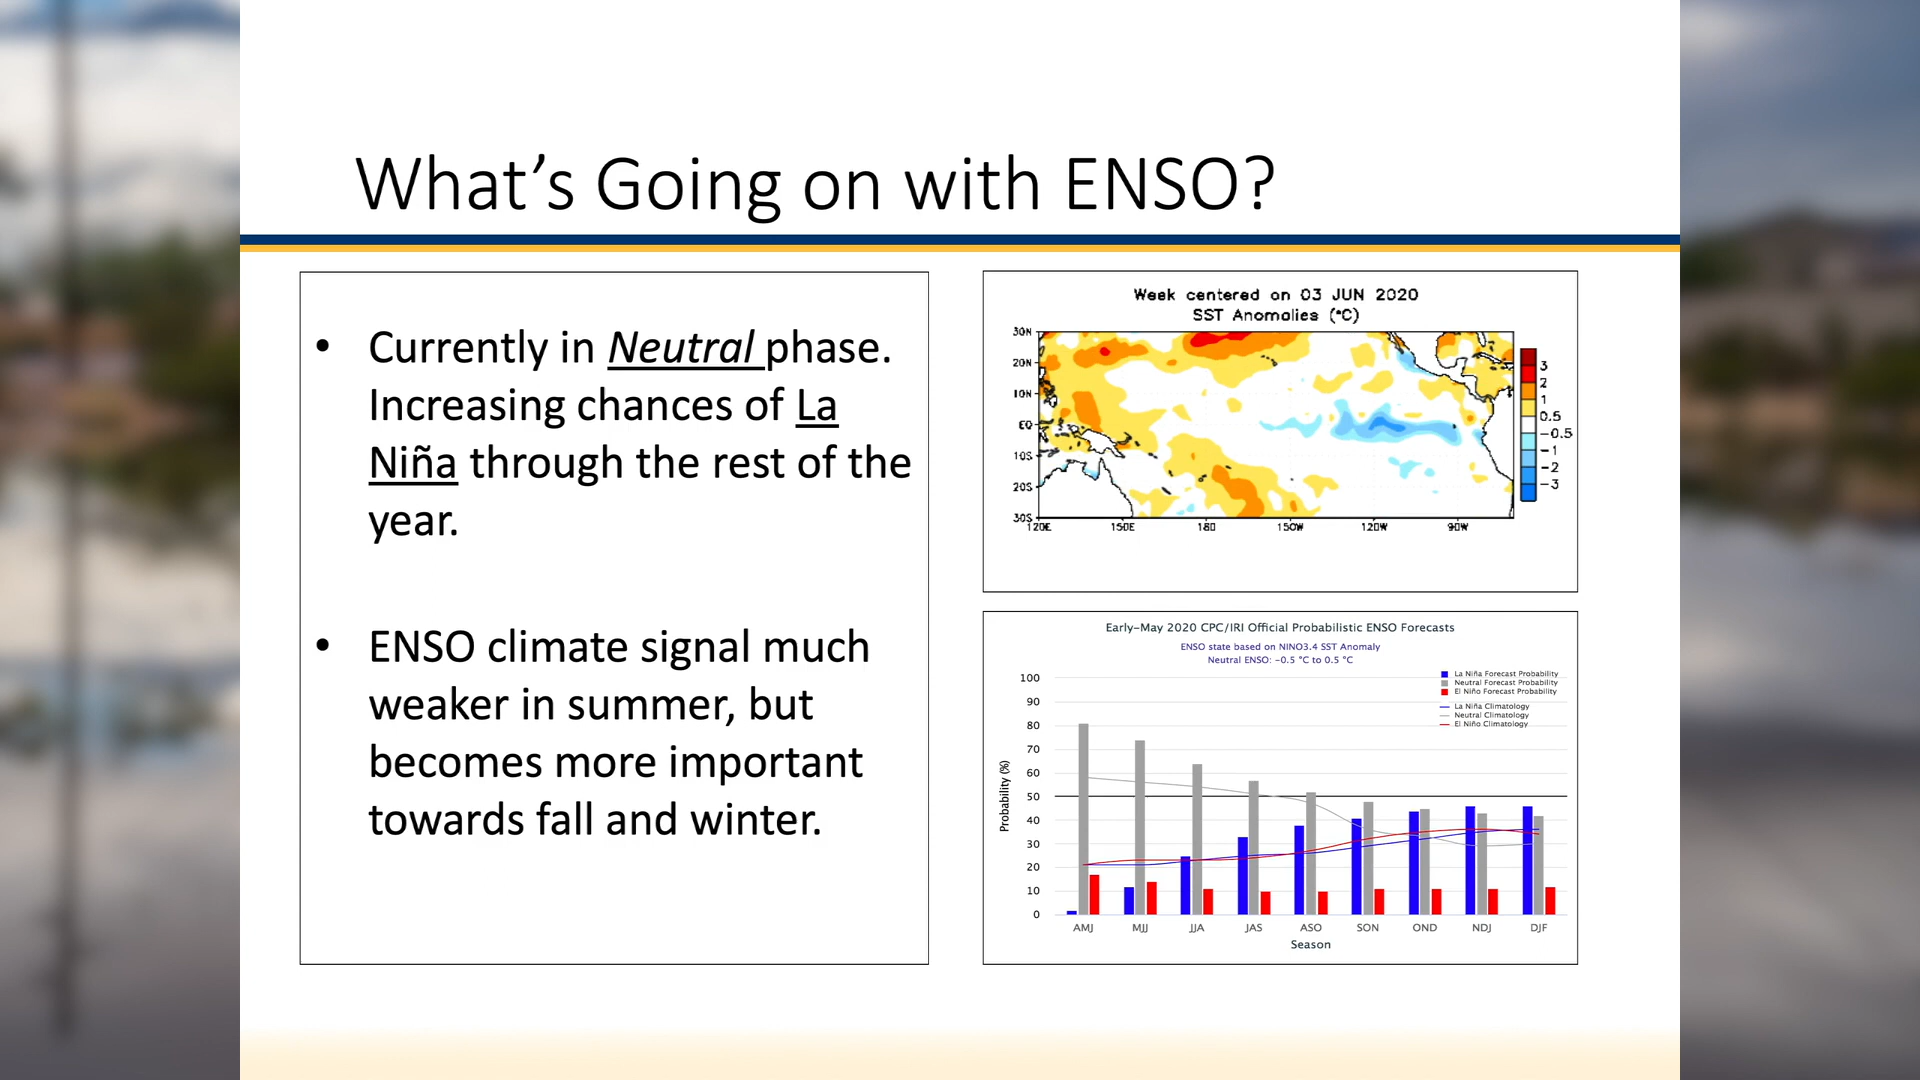 What's Going on with ENSO?
• Currently in Neutral phase.
Increasing chances of La
Niña through the rest of the
year.
• ENSO climate signal much
weaker in summer, but
becomes more important
towards fall and winter.
Week centered on 03 JUN 2020
SST Anomalies (°C)
30N
20N
10N
EQ
10S
20S
30S
120E 150E 180 150W 120W 90W
3
2
1
0.5
-0.5
-1
-2
-3
Early-May 2020 CPC/IRI Official Probabilistic ENSO Forecasts
ENSO state based on NINO3.4 SST Anomaly
Neutral ENSO: -0.5 °C to 0.5 °C
La Niña Forecast Probability
Neutral Forecast Probability
El Niño Forecast Probability
La Niña Climatology
Neutral Climatology
El Niño Climatology
Probability (%)
100
90
80
70
60
50
40
30
20
10
0
AMJ MJJ JJA JAS ASO SON OND NDJ DJF
Season